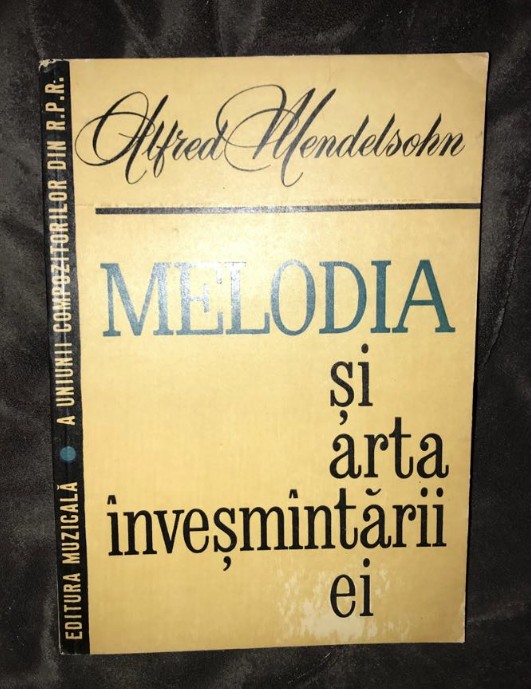 Alfred Mendelsohn
MELODIA
și
arta
înveșmîntării
ei
EDITURA MUZICALĂ • A UNIUNII COMPOZITORILOR DIN R.P.R.